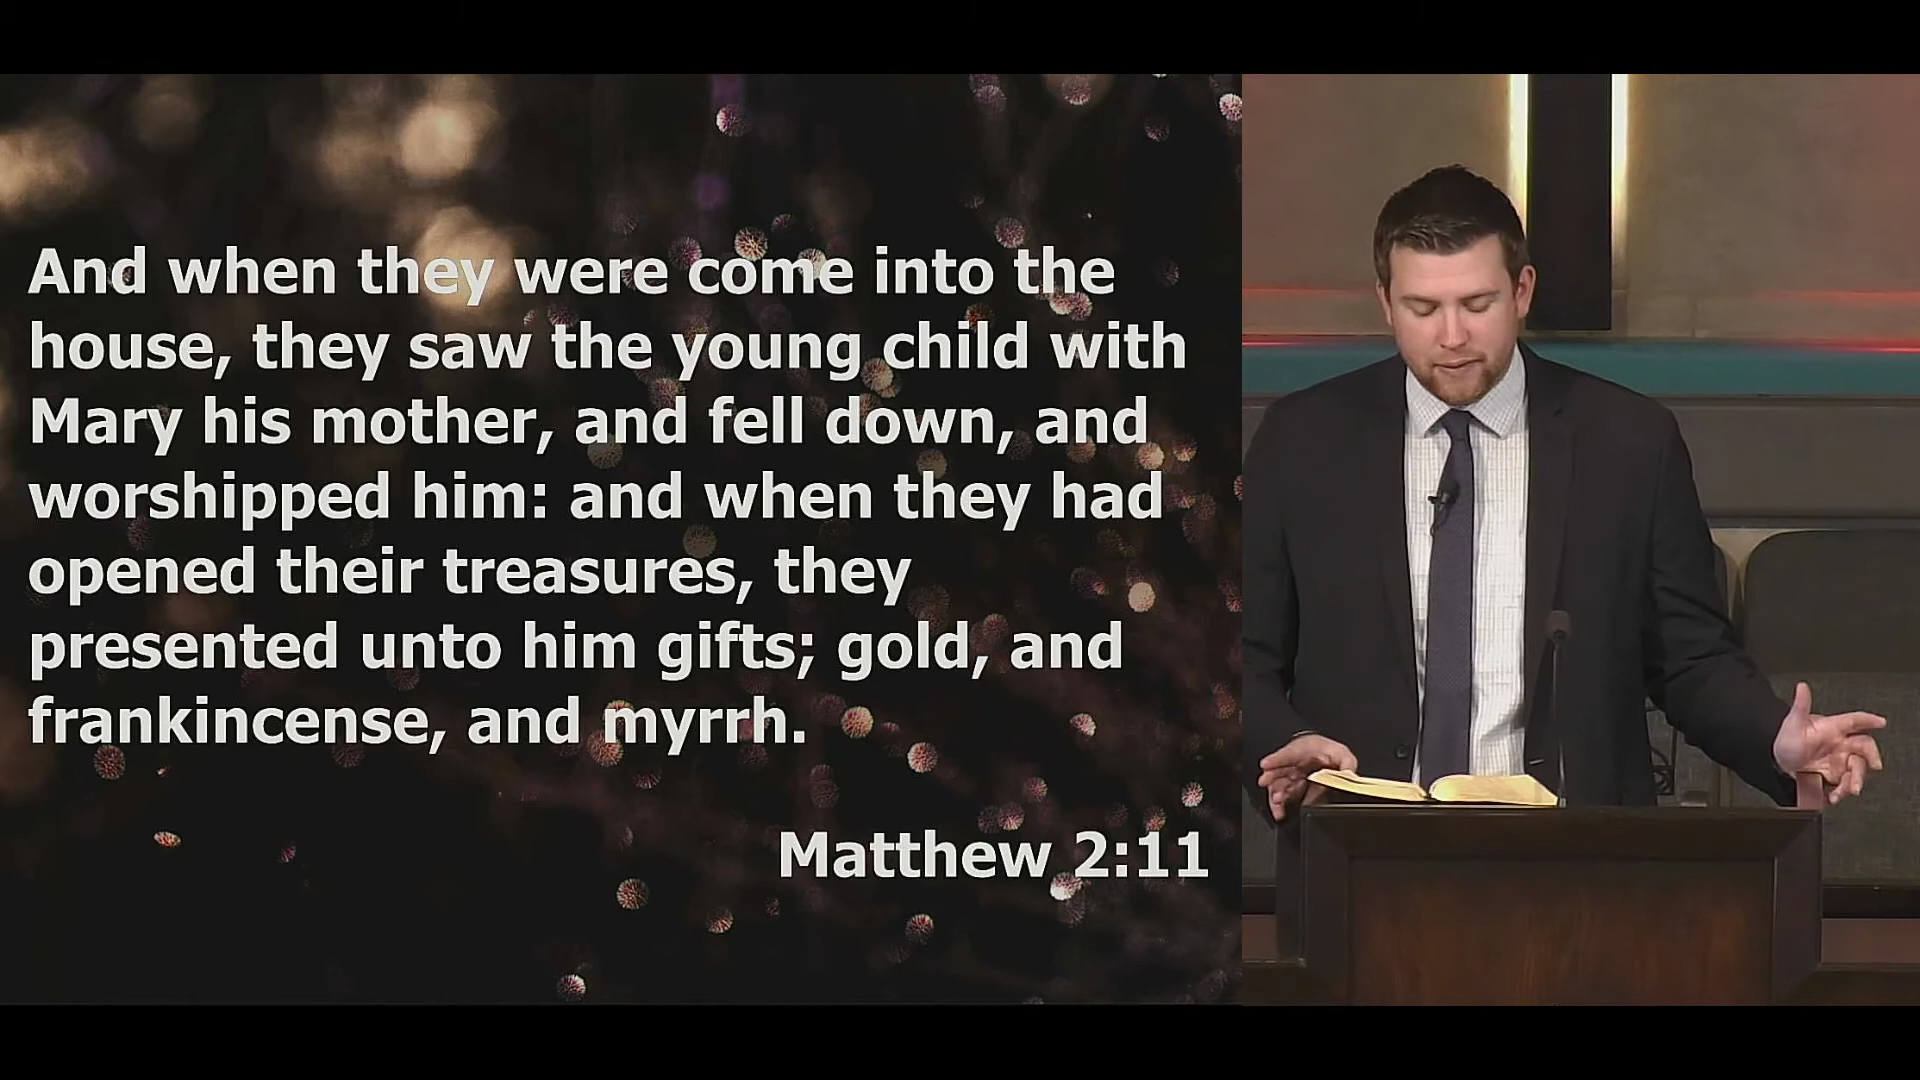 And when they were come into the
house, they saw the young child with
Mary his mother, and fell down, and
worshipped him: and when they had
opened their treasures, they
presented unto him gifts; gold, and
frankincense, and myrrh.
Matthew 2:11